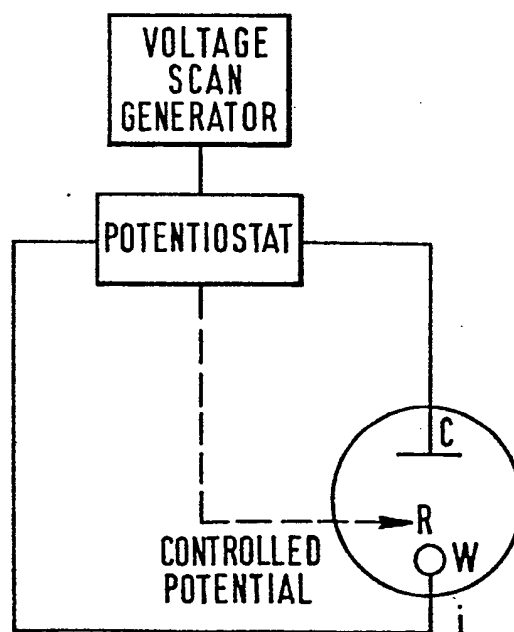 VOLTAGE
SCAN
GENERATOR
POTENTIOSTAT
C
R
W
CONTROLLED
POTENTIAL
i